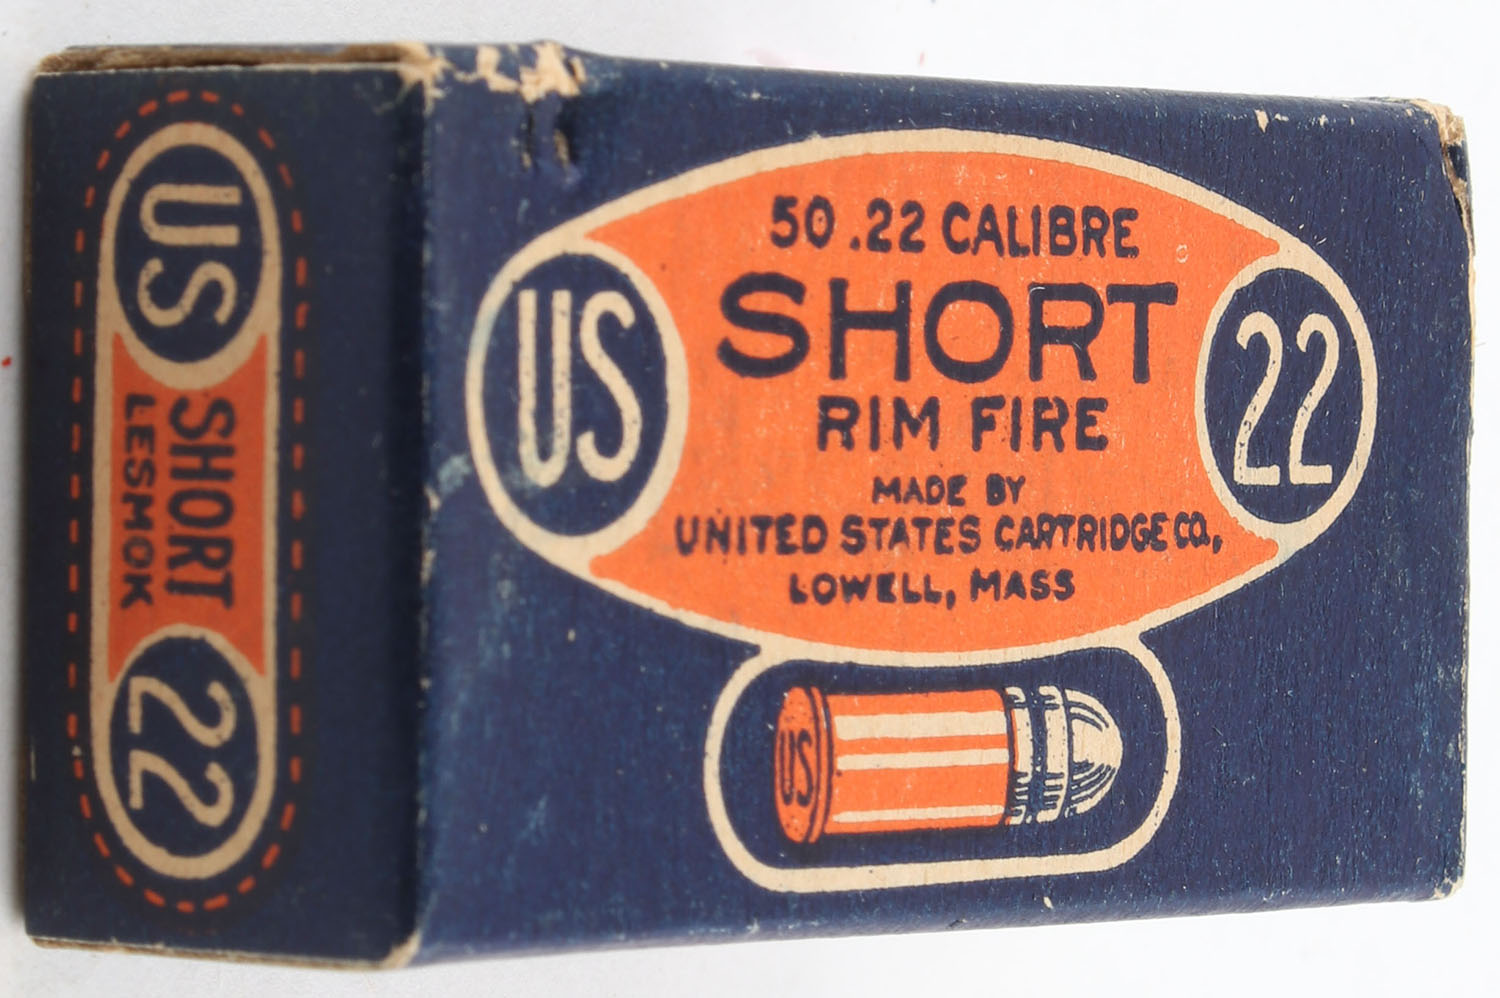 50 .22 CALIBRE
US SHORT 22
RIM FIRE
MADE BY
UNITED STATES CARTRIDGE CO.,
LOWELL, MASS
US
US SHORT 22
LESMOK